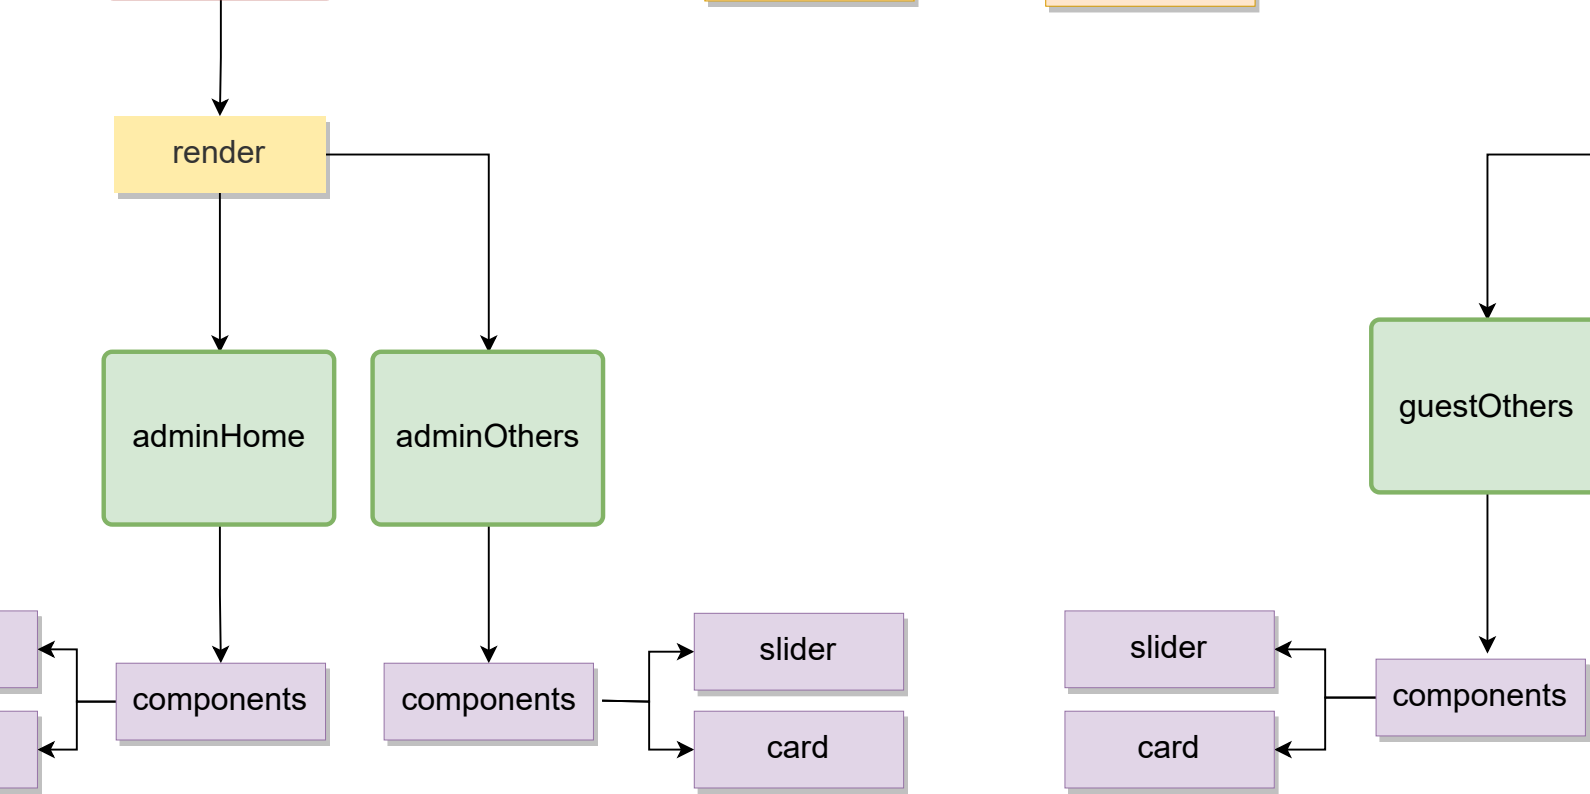 render
adminHome
adminOthers
guestOthers
components
components
slider
card
slider
card
components